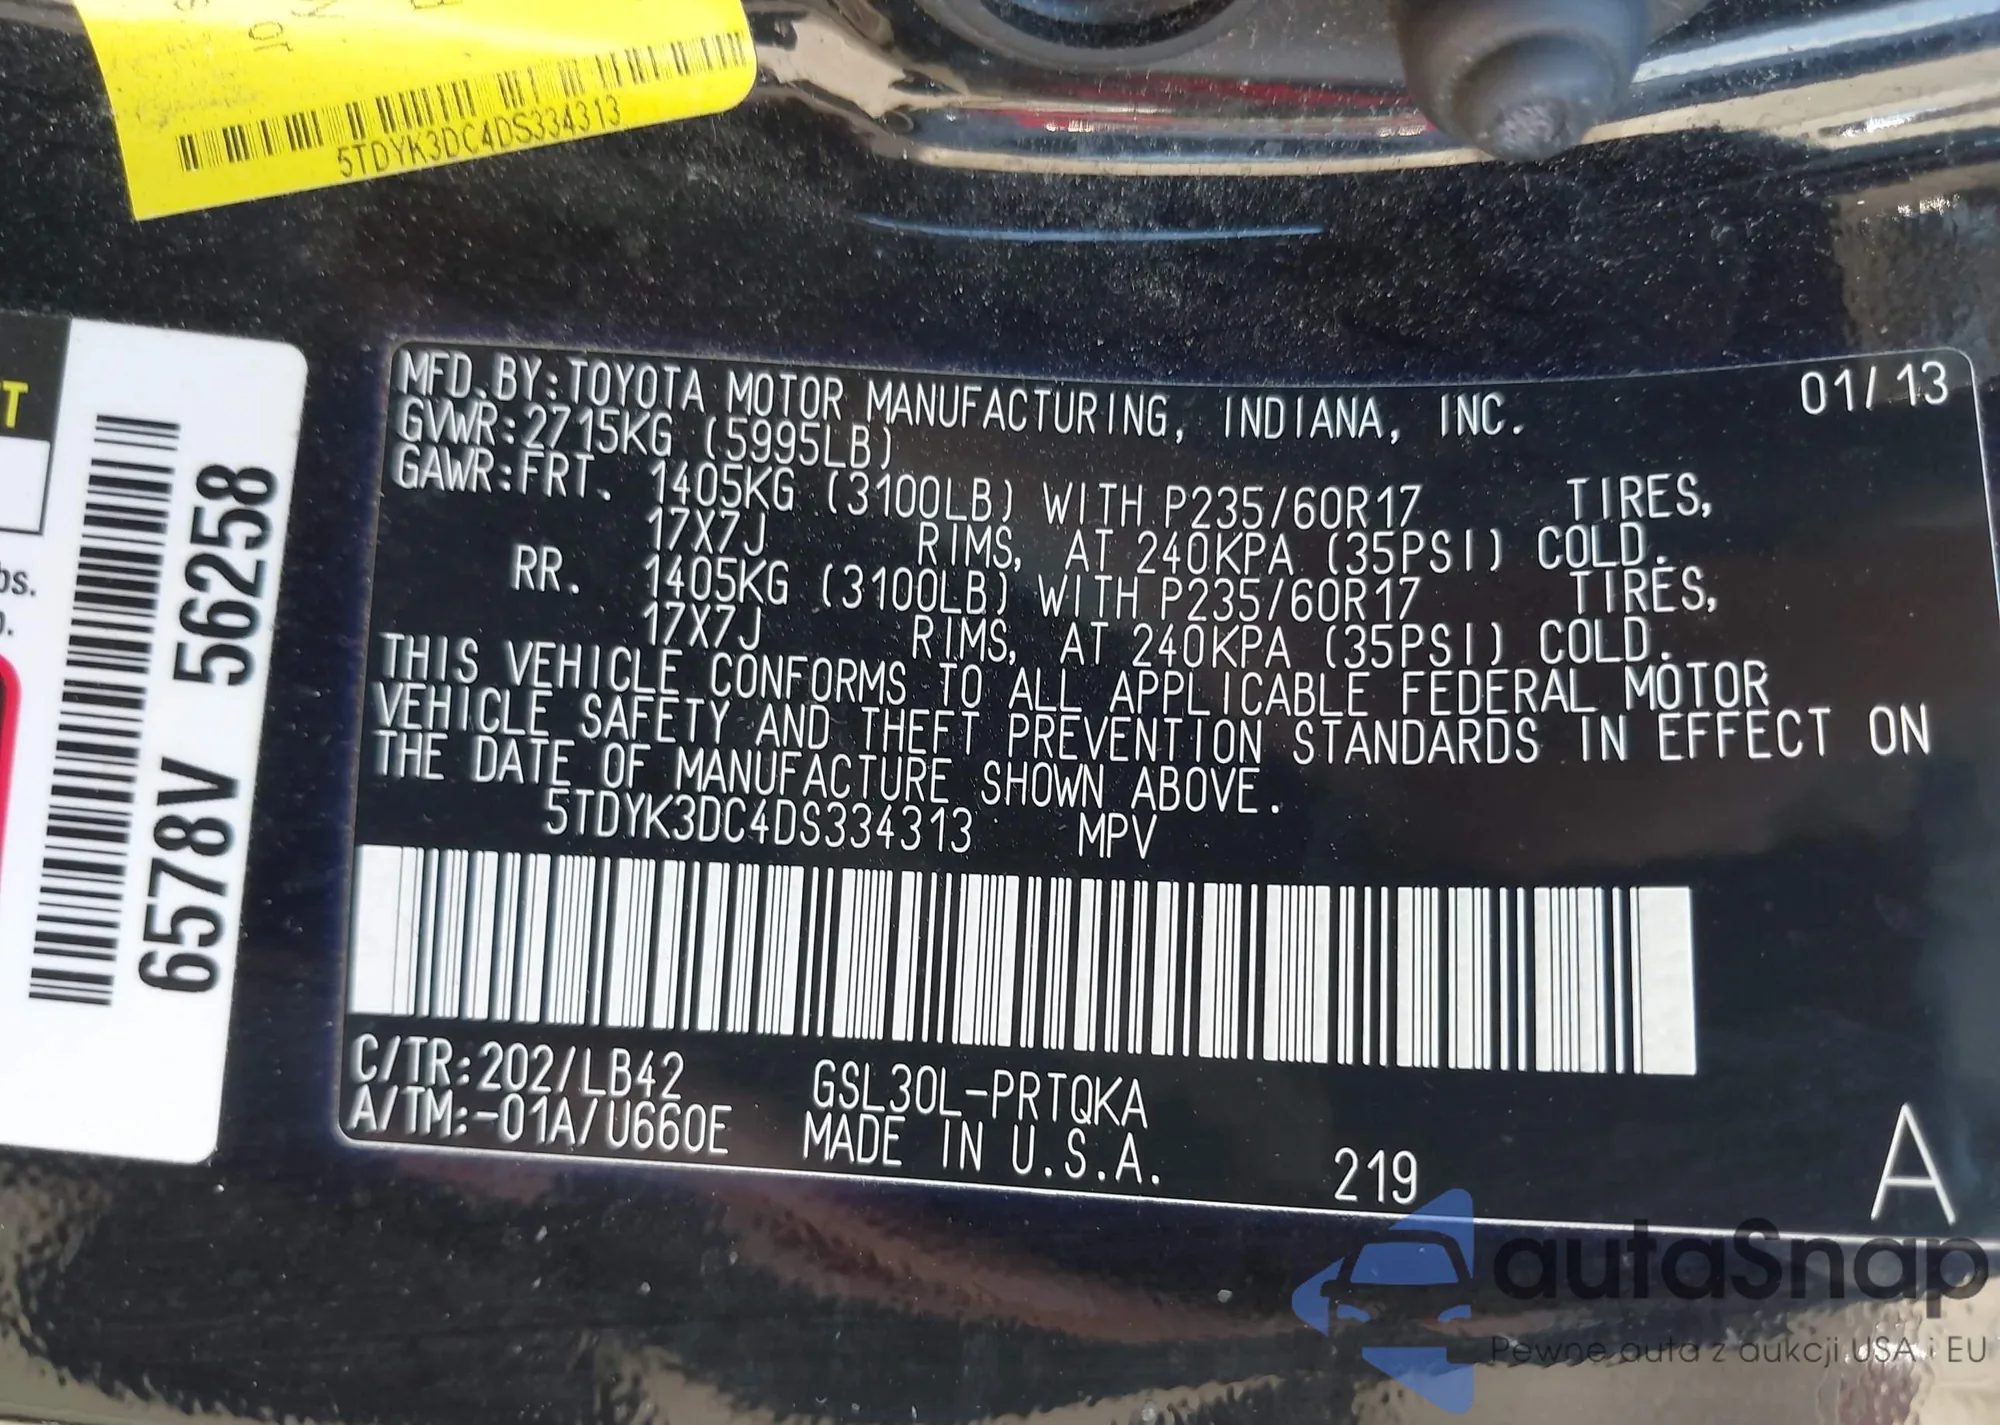 or
5TDYK3DC4DS334313
T
bs.
6578V 56258
MFD.BY:TOYOTA MOTOR MANUFACTURING, INDIANA, INC. 01/13
GVWR:2715KG (5995LB)
GAWR:FRT. 1405KG (3100LB) WITH P235/60R17 TIRES,
17X7J RIMS, AT 240KPA (35PSI) COLD.
RR. 1405KG (3100LB) WITH P235/60R17 TIRES,
17X7J RIMS, AT 240KPA (35PSI) COLD.
THIS VEHICLE CONFORMS TO ALL APPLICABLE FEDERAL MOTOR
VEHICLE SAFETY AND THEFT PREVENTION STANDARDS IN EFFECT ON
THE DATE OF MANUFACTURE SHOWN ABOVE.
5TDYK3DC4DS334313 MPV
C/TR:202/LB42 GSL30L-PRTQKA
A/TM:-01A/U660E MADE IN U.S.A. 219 A
autoSnap
Pewne auta z aukcji USA i EU